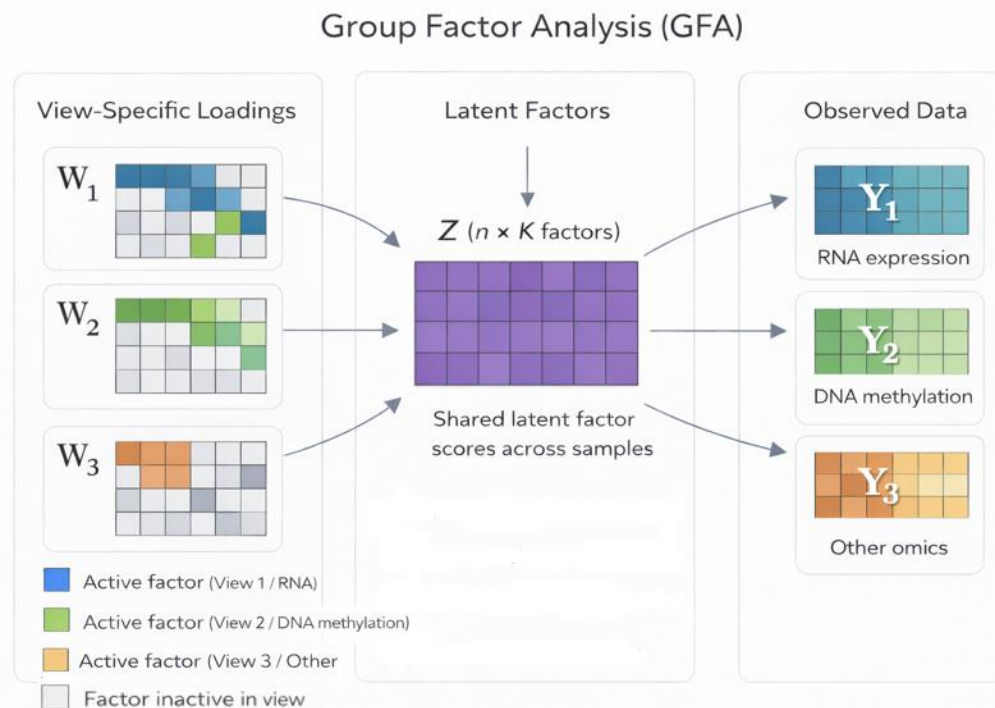 Group Factor Analysis (GFA)
View-Specific Loadings
W₁
W₂
W₃
Active factor (View 1 / RNA)
Active factor (View 2 / DNA methylation)
Active factor (View 3 / Other
Factor inactive in view
Latent Factors
Z (n × K factors)
Shared latent factor
scores across samples
Observed Data
Y₁
RNA expression
Y₂
DNA methylation
Y₃
Other omics